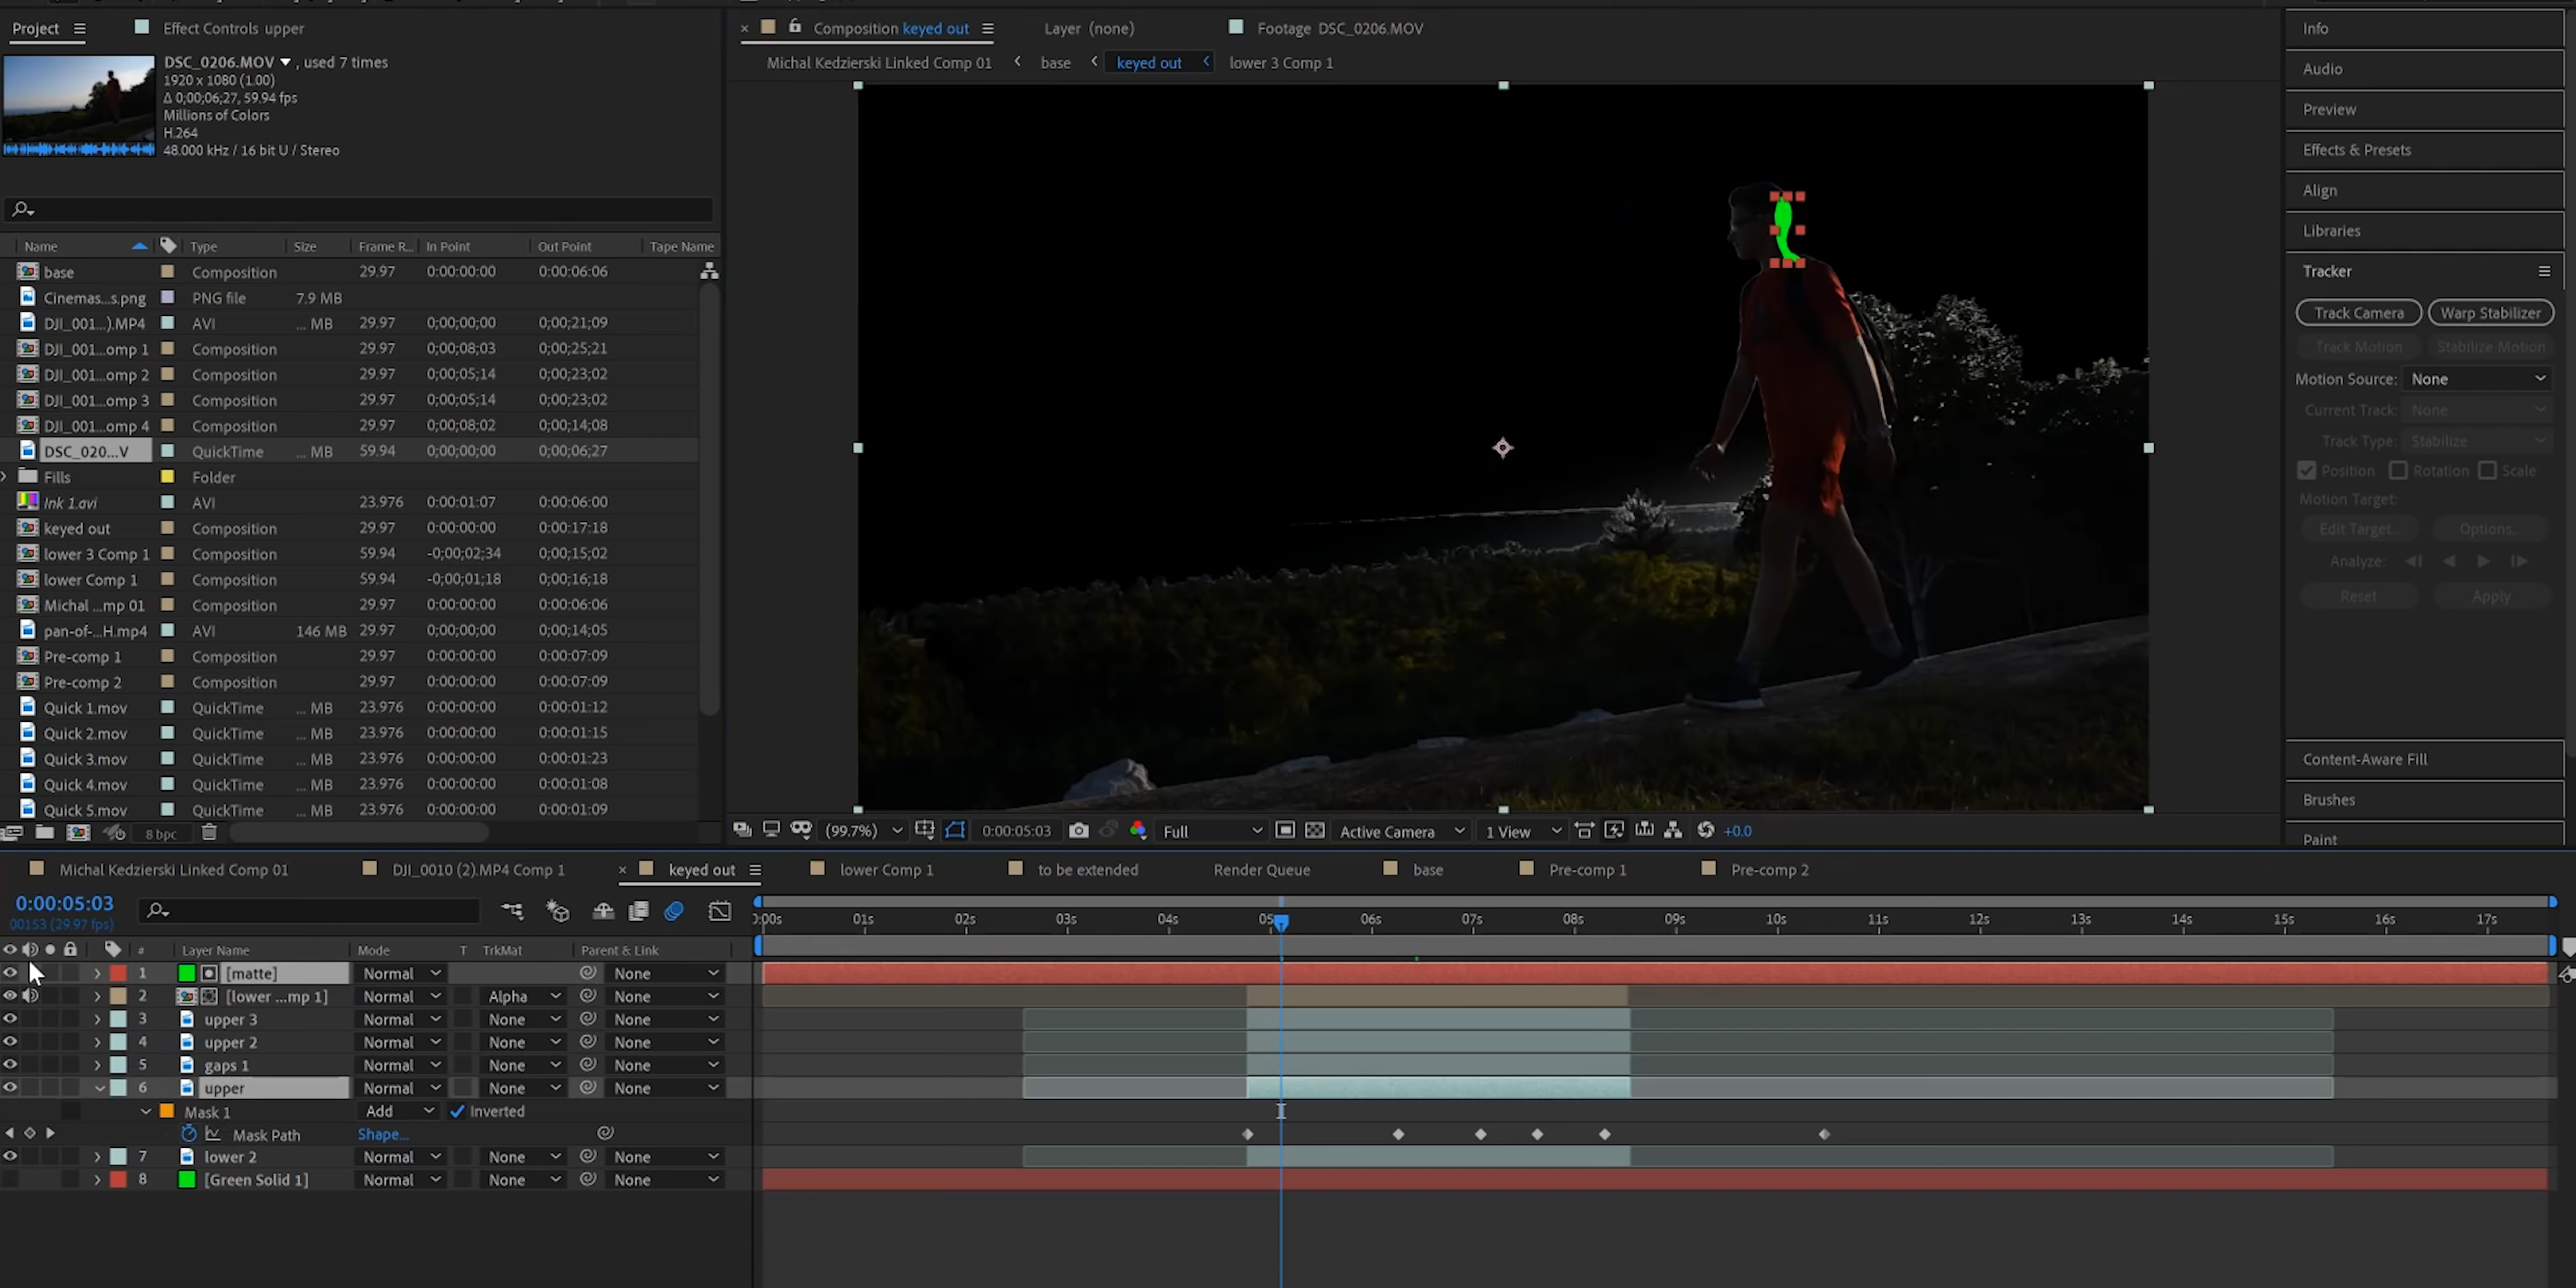 Project
Effect Controls upper
DSC_0206.MOV , used 7 times
1920 x 1080 (1.00)
Δ 0;00;06;27, 59.94 fps
Millions of Colors
H.264
48.000 kHz / 16 bit U / Stereo
Name Type Size Frame R... In Point Out Point Tape Name
base Composition 29.97 0:00:00:00 0:00:06:06
Cinemas...s.png PNG file 7.9 MB
DJI_001...).MP4 AVI ... MB 29.97 0;00;00;00 0;00;21;09
DJI_001...omp 1 Composition 29.97 0;00;08;03 0;00;25;21
DJI_001...omp 2 Composition 29.97 0;00;05;14 0;00;23;02
DJI_001...omp 3 Composition 29.97 0;00;05;14 0;00;23;02
DJI_001...omp 4 Composition 29.97 0;00;08;02 0;00;14;08
DSC_020...V QuickTime ... MB 59.94 0;00;00;00 0;00;06;27
Fills Folder
Ink 1.avi AVI 23.976 0:00:01:07 0:00:06:00
keyed out Composition 29.97 0:00:00:00 0:00:17:18
lower 3 Comp 1 Composition 59.94 -0;00;02;34 0;00;15;02
lower Comp 1 Composition 59.94 -0;00;01;18 0;00;16;18
Michal ...mp 01 Composition 29.97 0:00:00:00 0:00:06:06
pan-of-...H.mp4 AVI 146 MB 29.97 0;00;00;00 0;00;14;05
Pre-comp 1 Composition 29.97 0:00:00:00 0:00:07:09
Pre-comp 2 Composition 29.97 0:00:00:00 0:00:07:09
Quick 1.mov QuickTime ... MB 23.976 0:00:00:00 0:00:01:12
Quick 2.mov QuickTime ... MB 23.976 0:00:00:00 0:00:01:15
Quick 3.mov QuickTime ... MB 23.976 0:00:00:00 0:00:01:23
Quick 4.mov QuickTime ... MB 23.976 0:00:00:00 0:00:01:08
Quick 5.mov QuickTime ... MB 23.976 0:00:00:00 0:00:01:09
8 bpc
Composition keyed out Layer (none) Footage DSC_0206.MOV
Michal Kedzierski Linked Comp 01 base keyed out lower 3 Comp 1
(99.7%) 0:00:05:03 Full Active Camera 1 View +0.0
Info
Audio
Preview
Effects & Presets
Align
Libraries
Tracker
Track Camera Warp Stabilizer
Track Motion Stabilize Motion
Motion Source: None
Current Track: None
Track Type: Stabilize
Position Rotation Scale
Motion Target:
Edit Target... Options...
Analyze:
Reset Apply
Content-Aware Fill
Brushes
Paint
Michal Kedzierski Linked Comp 01 DJI_0010 (2).MP4 Comp 1 keyed out lower Comp 1 to be extended Render Queue base Pre-comp 1 Pre-comp 2
0:00:05:03
00153 (29.97 fps)
01s 02s 03s 04s 06s 07s 08s 09s 10s 11s 12s 13s 14s 15s 16s 17s
# Layer Name Mode T TrkMat Parent & Link
1 [matte] Normal None
2 [lower ...mp 1] Normal Alpha None
3 upper 3 Normal None None
4 upper 2 Normal None None
5 gaps 1 Normal None None
6 upper Normal None None
Mask 1 Add Inverted
Mask Path Shape...
7 lower 2 Normal None None
8 [Green Solid 1] Normal None None